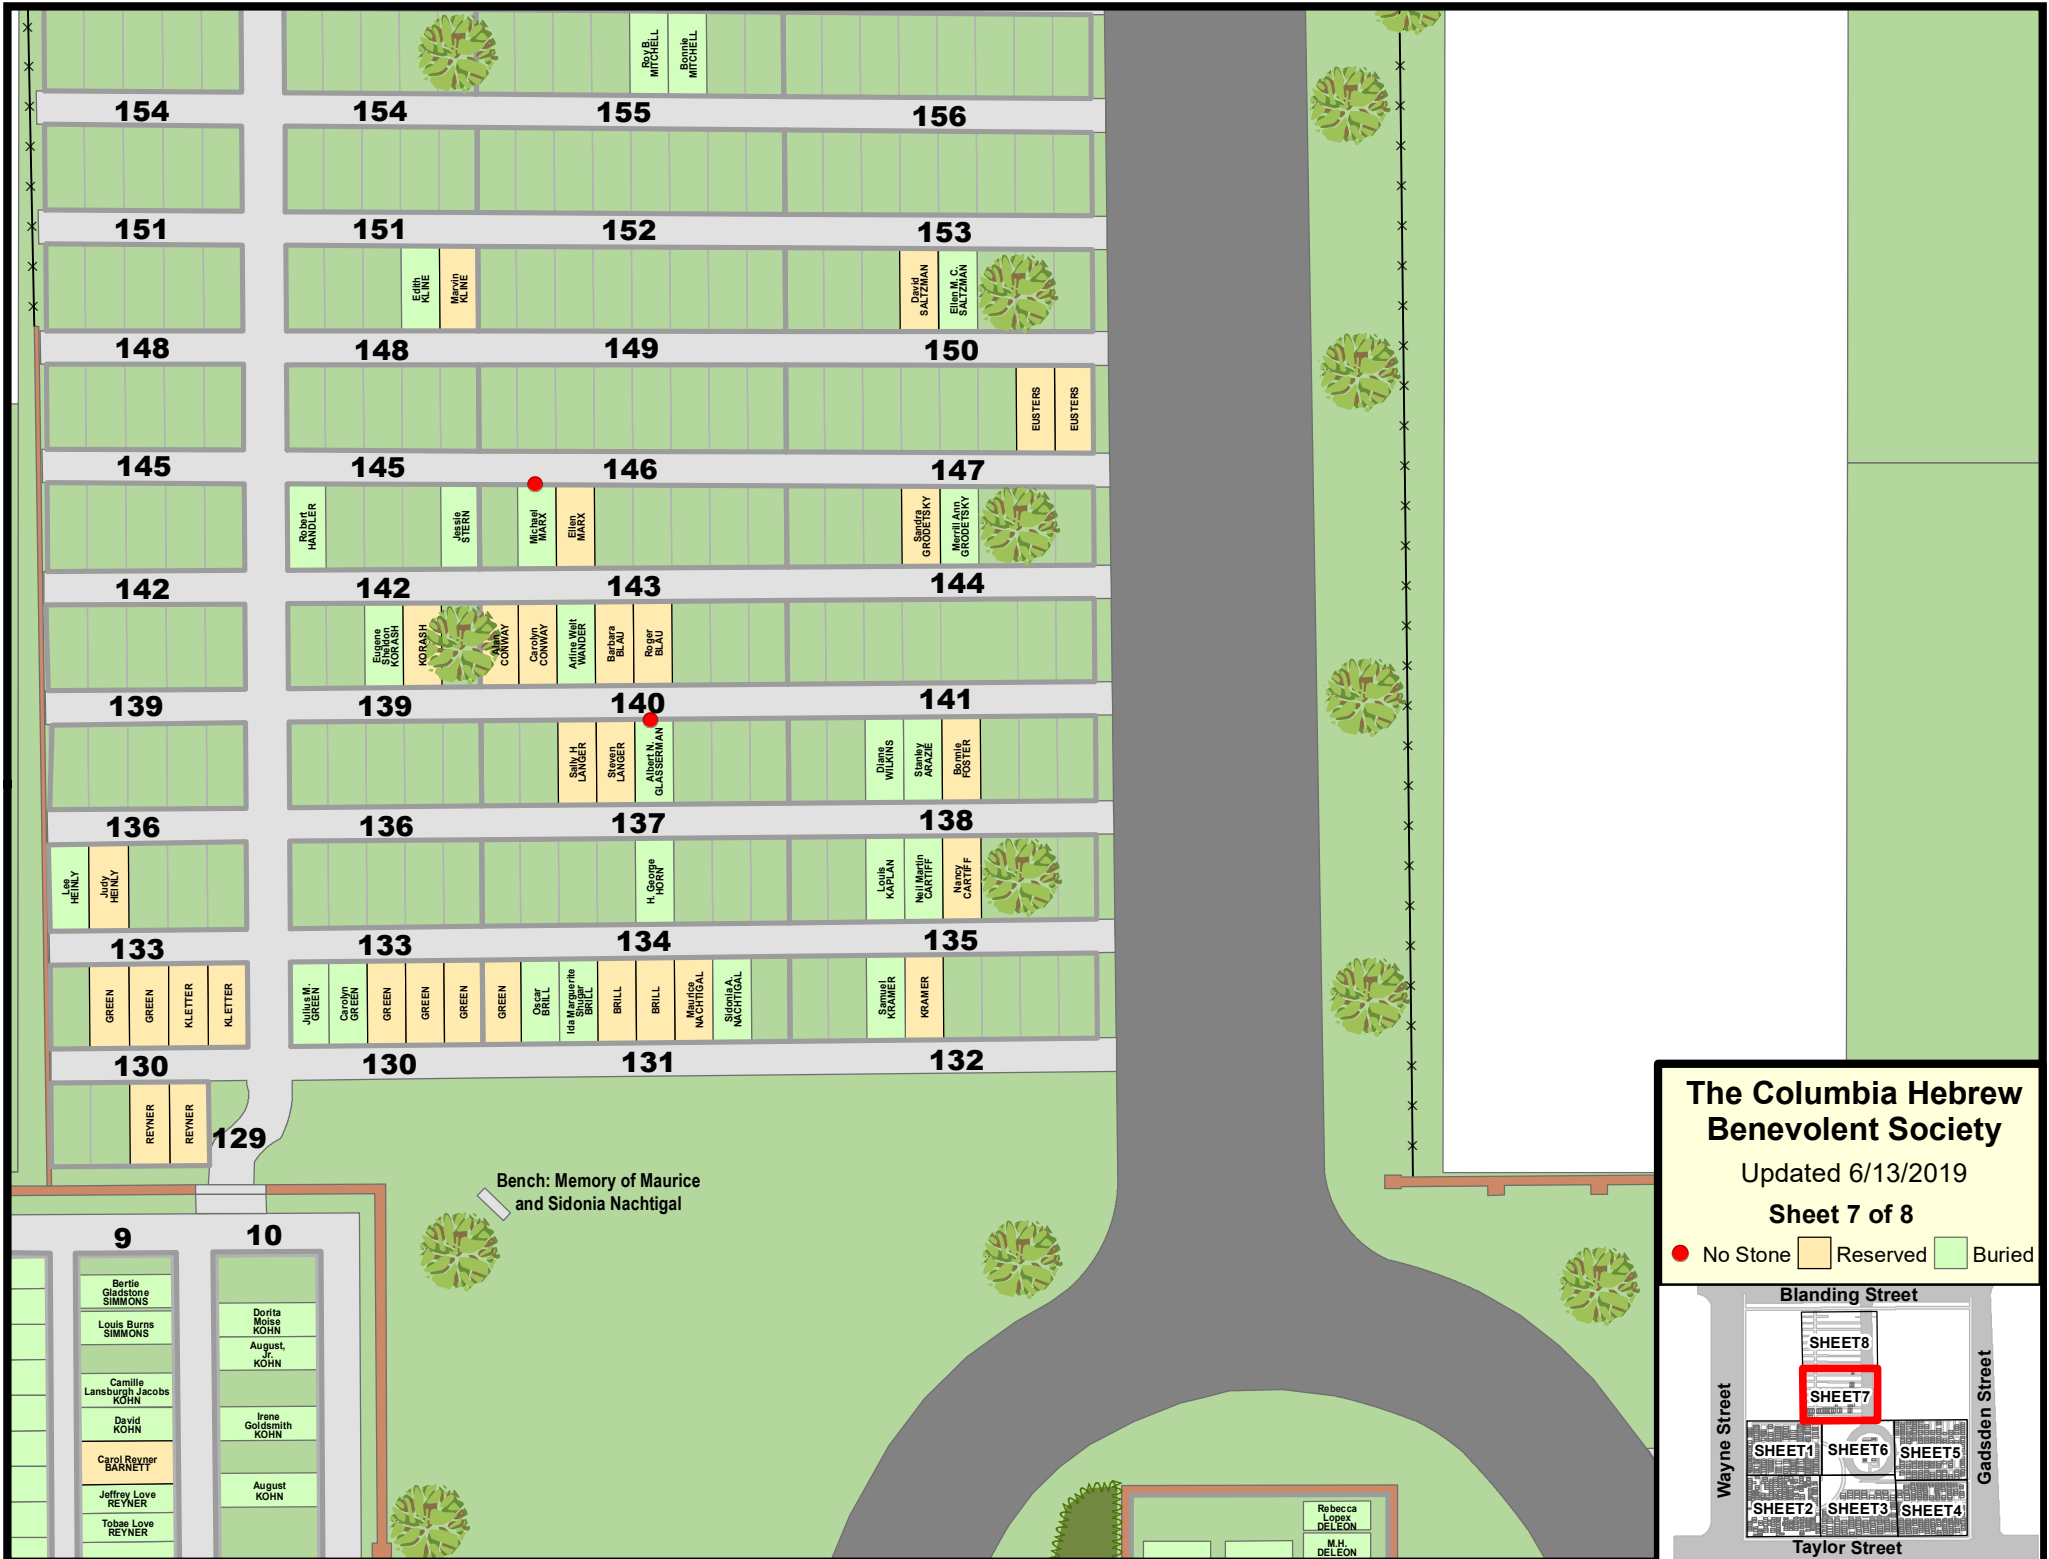 Roy B.
MITCHELL
Bonnie
MITCHELL
154
154
155
156
151
151
152
153
Edith
KLINE
Marvin
KLINE
David
SALTZMAN
Ellen M. C.
SALTZMAN
148
148
149
150
EUSTERS
EUSTERS
145
145
146
147
Robert
HANDLER
Jessie
STERN
Michael
MARX
Ellen
MARX
Sandra
GRODETSKY
Merrill Ann
GRODETSKY
142
142
143
144
Eugene
Sheldon
KORASH
KORASH
Alan
CONWAY
Carolyn
CONWAY
Arline Welt
WANDER
Barbara
BLAU
Roger
BLAU
139
139
140
141
Sally H
LANGER
Steven
LANGER
Albert N.
GLASSERMAN
Diane
WILKINS
Stanley
ARAZIE
Bonnie
FOSTER
136
136
137
138
Lee
HEINLY
Judy
HEINLY
H. George
HORN
Louis
KAPLAN
Neil Martin
CARTIFF
Nancy
CARTIFF
133
133
134
135
GREEN
GREEN
KLETTER
KLETTER
Julius M.
GREEN
Carolyn
GREEN
GREEN
GREEN
GREEN
GREEN
Oscar
BRILL
Ida Marguerite
Shugar
BRILL
BRILL
BRILL
Maurice
NACHTIGAL
Sidonia A.
NACHTIGAL
Samuel
KRAMER
KRAMER
130
130
131
132
REYNER
REYNER
129
Bench: Memory of Maurice
and Sidonia Nachtigal
9
10
Bertie
Gladstone
SIMMONS
Louis Burns
SIMMONS
Camille
Lansburgh Jacobs
KOHN
David
KOHN
Carol Reyner
BARNETT
Jeffrey Love
REYNER
Tobae Love
REYNER
Dorita
Moise
KOHN
August,
Jr.
KOHN
Irene
Goldsmith
KOHN
August
KOHN
Rebecca
Lopex
DELEON
M.H.
DELEON
The Columbia Hebrew
Benevolent Society
Updated 6/13/2019
Sheet 7 of 8
No Stone
Reserved
Buried
Blanding Street
Wayne Street
Gadsden Street
SHEET8
SHEET7
SHEET1
SHEET6
SHEET5
SHEET2
SHEET3
SHEET4
Taylor Street